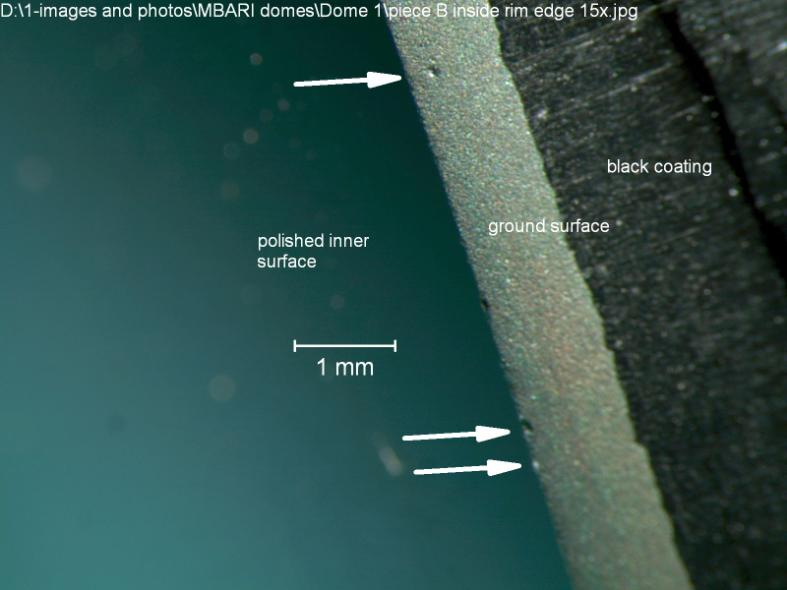 D:\1-images and photos\MBARI domes\Dome 1\piece B inside rim edge 15x.jpg
black coating
ground surface
polished inner
surface
1 mm